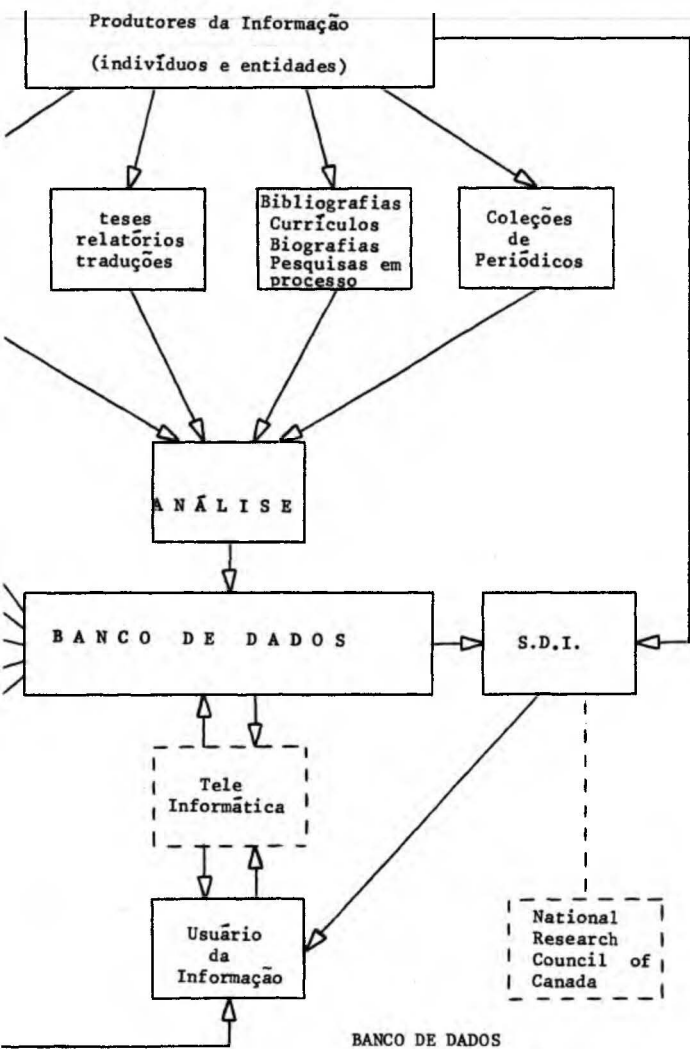 Produtores da Informação
(indivíduos e entidades)
teses
relatórios
traduções
Bibliografias
Currículos
Biografias
Pesquisas em
processo
Coleções
de
Periódicos
ANÁLISE
BANCO DE DADOS
S.D.I.
Tele
Informática
Usuário
da
Informação
National
Research
Council of
Canada
BANCO DE DADOS